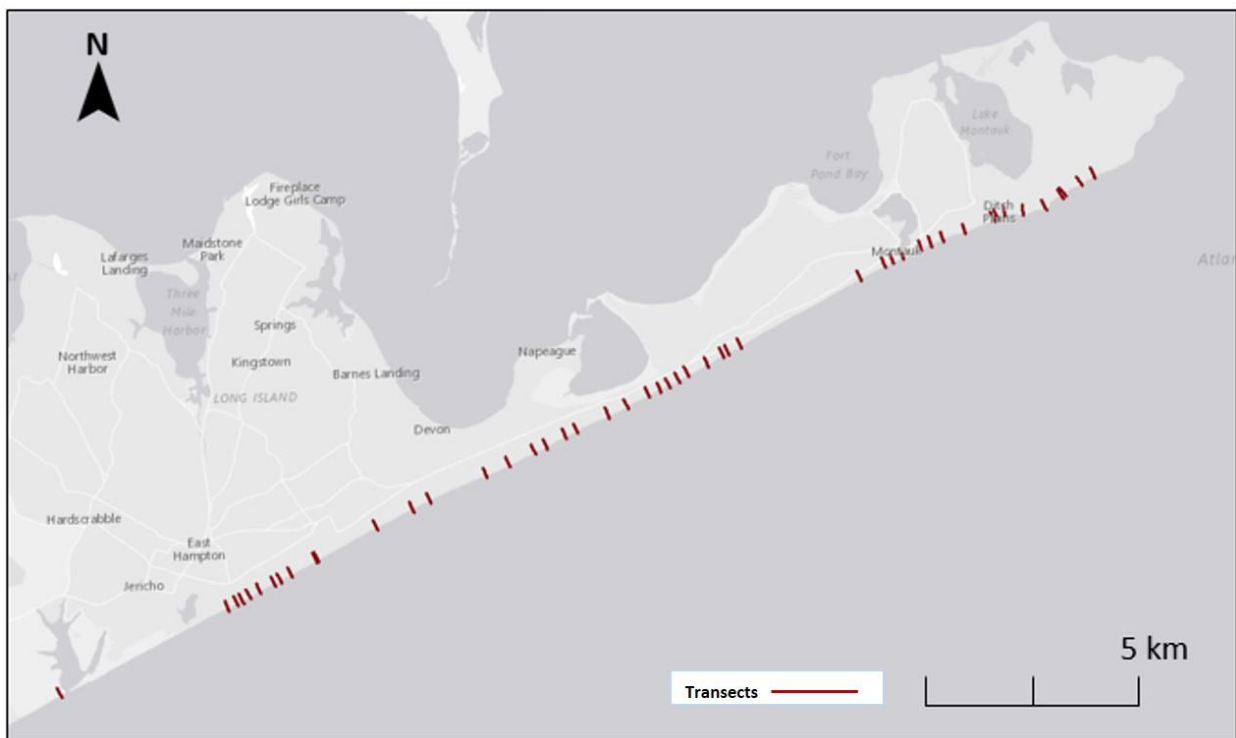 N
Fireplace
Lodge Girls Camp
Lake
Montauk
Fort
Pond Bay
Maidstone
Park
Lafarges
Landing
Ditch
Plains
Montauk
Three
Mile
Harbor
Springs
Northwest
Harbor
Kingstown
Napeague
Barnes Landing
LONG ISLAND
Devon
Hardscrabble
East
Hampton
Jericho
5 km
Transects